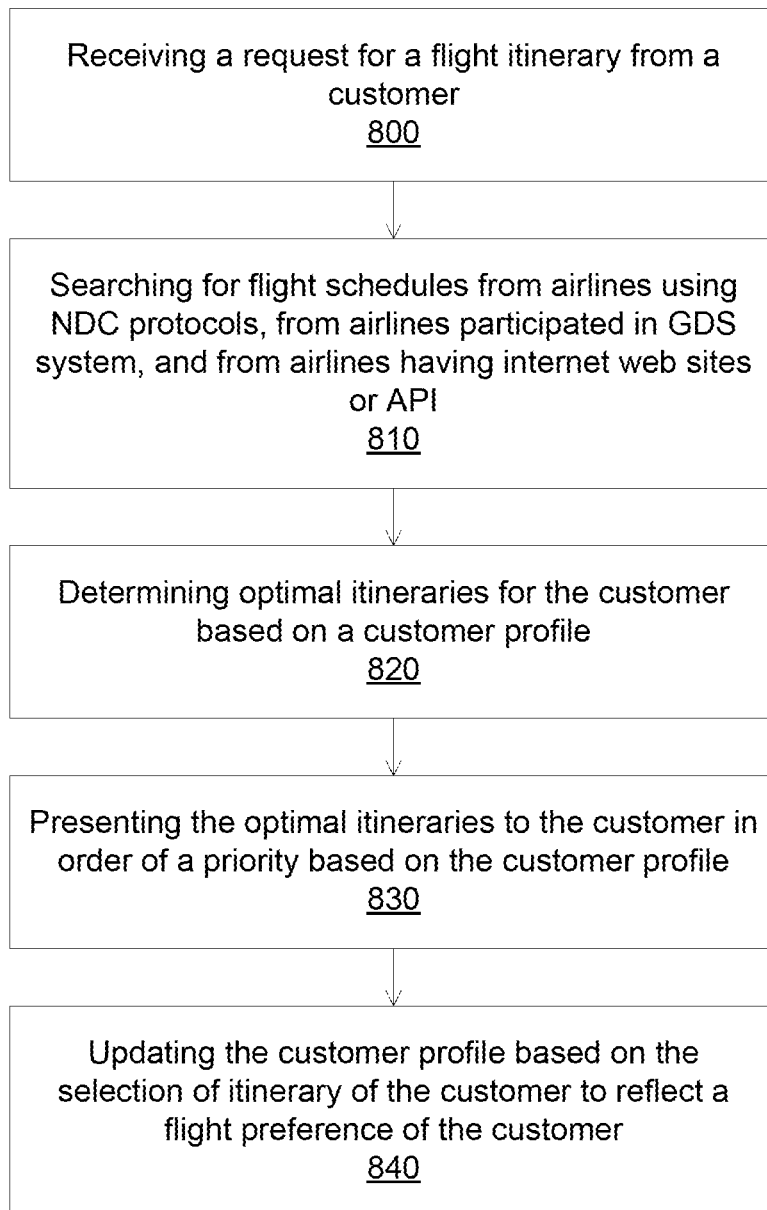 Receiving a request for a flight itinerary from a
customer
800
Searching for flight schedules from airlines using
NDC protocols, from airlines participated in GDS
system, and from airlines having internet web sites
or API
810
Determining optimal itineraries for the customer
based on a customer profile
820
Presenting the optimal itineraries to the customer in
order of a priority based on the customer profile
830
Updating the customer profile based on the
selection of itinerary of the customer to reflect a
flight preference of the customer
840